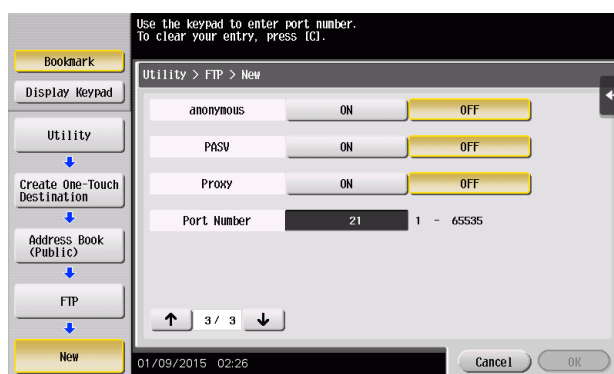 Use the keypad to enter port number.
To clear your entry, press [C].
Bookmark
Display Keypad
Utility
Create One-Touch
Destination
Address Book
(Public)
FTP
New
Utility > FTP > New
anonymous ON OFF
PASV ON OFF
Proxy ON OFF
Port Number 21 1 - 65535
↑ 3/ 3 ↓
01/09/2015 02:26
Cancel OK